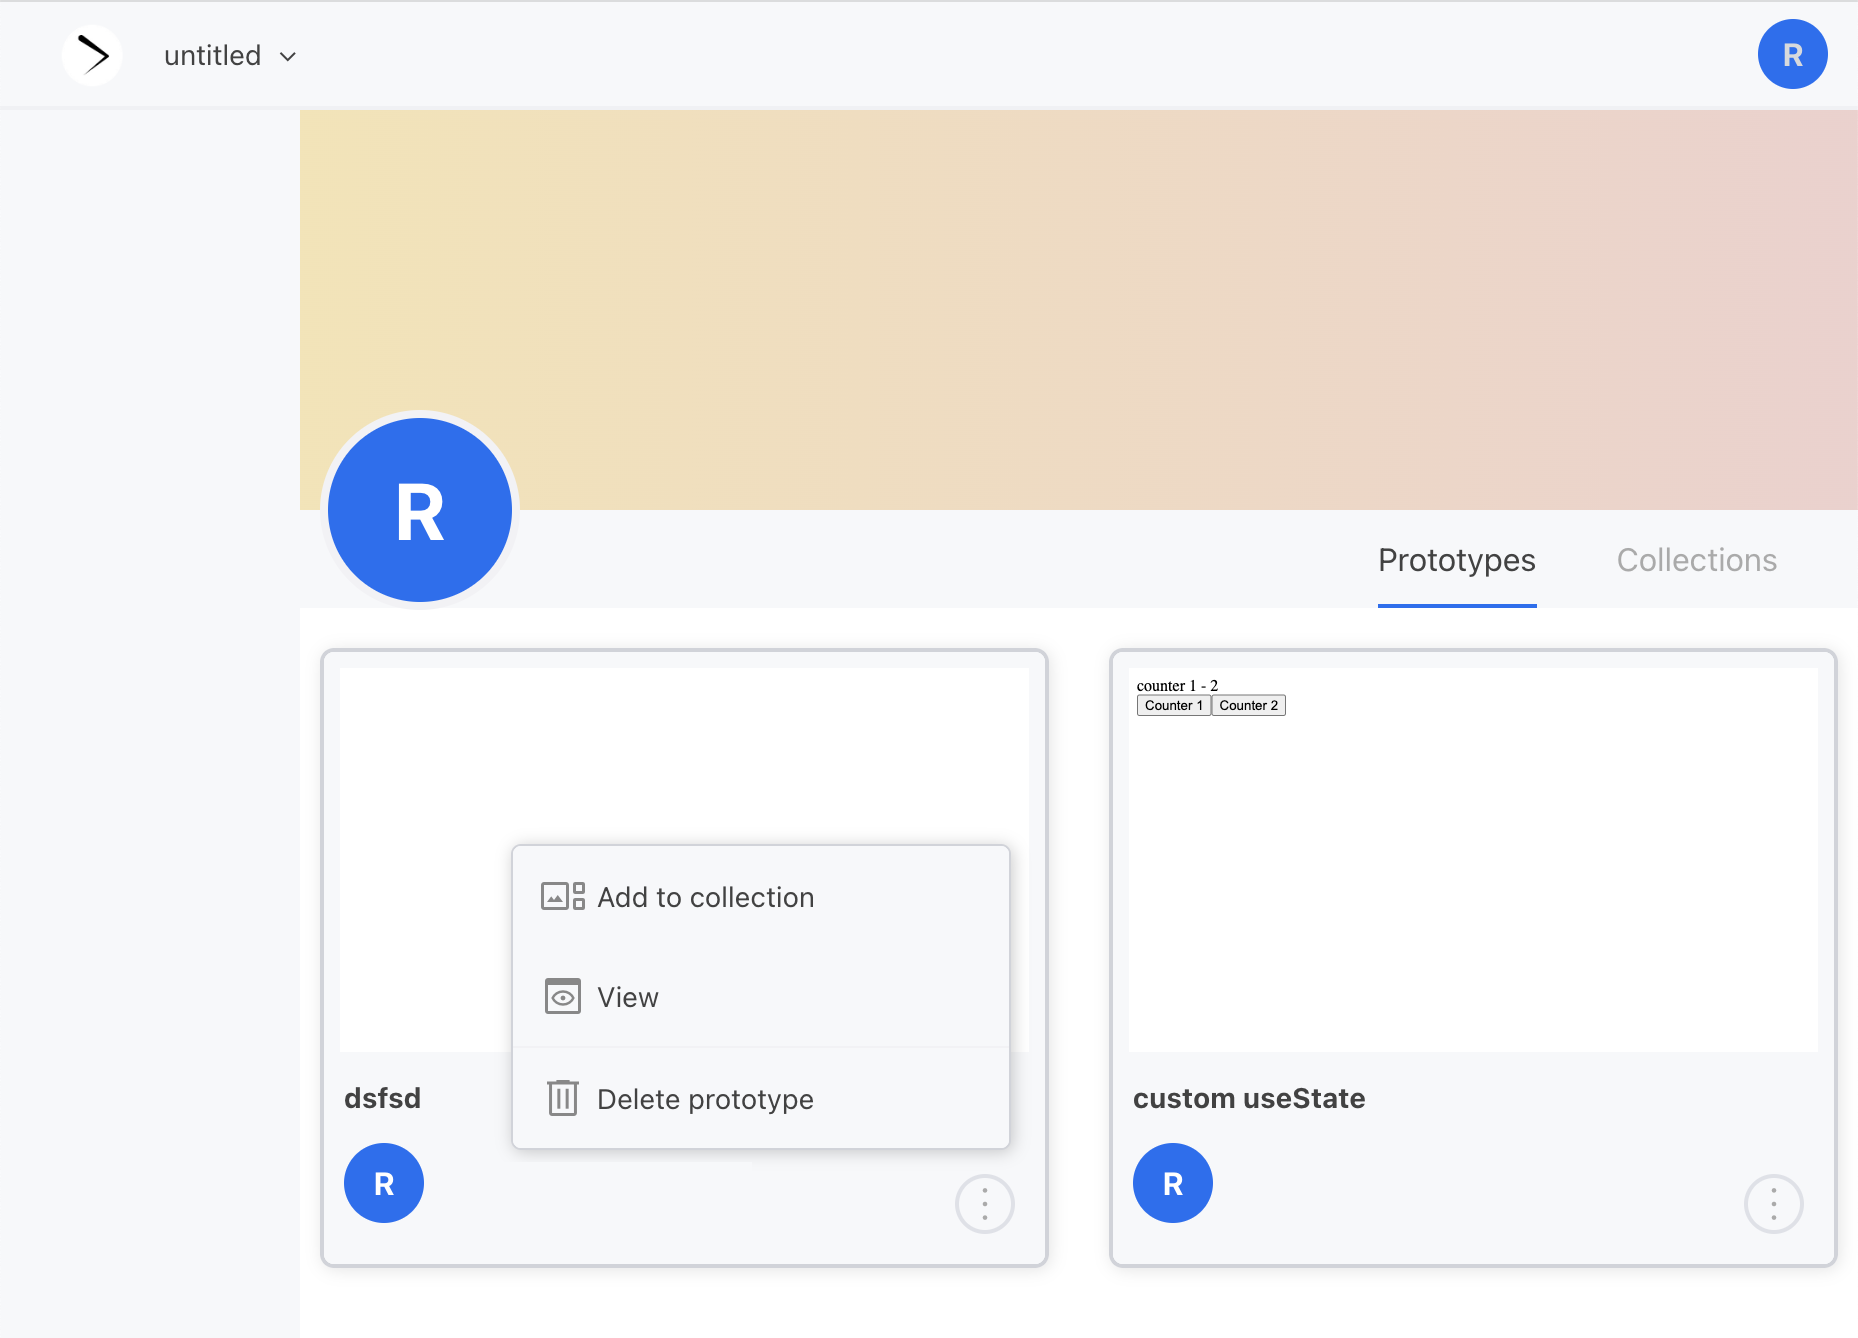 untitled
R
R
Prototypes
Collections
counter 1 - 2
Counter 1 Counter 2
Add to collection
View
Delete prototype
dsfsd
R
custom useState
R